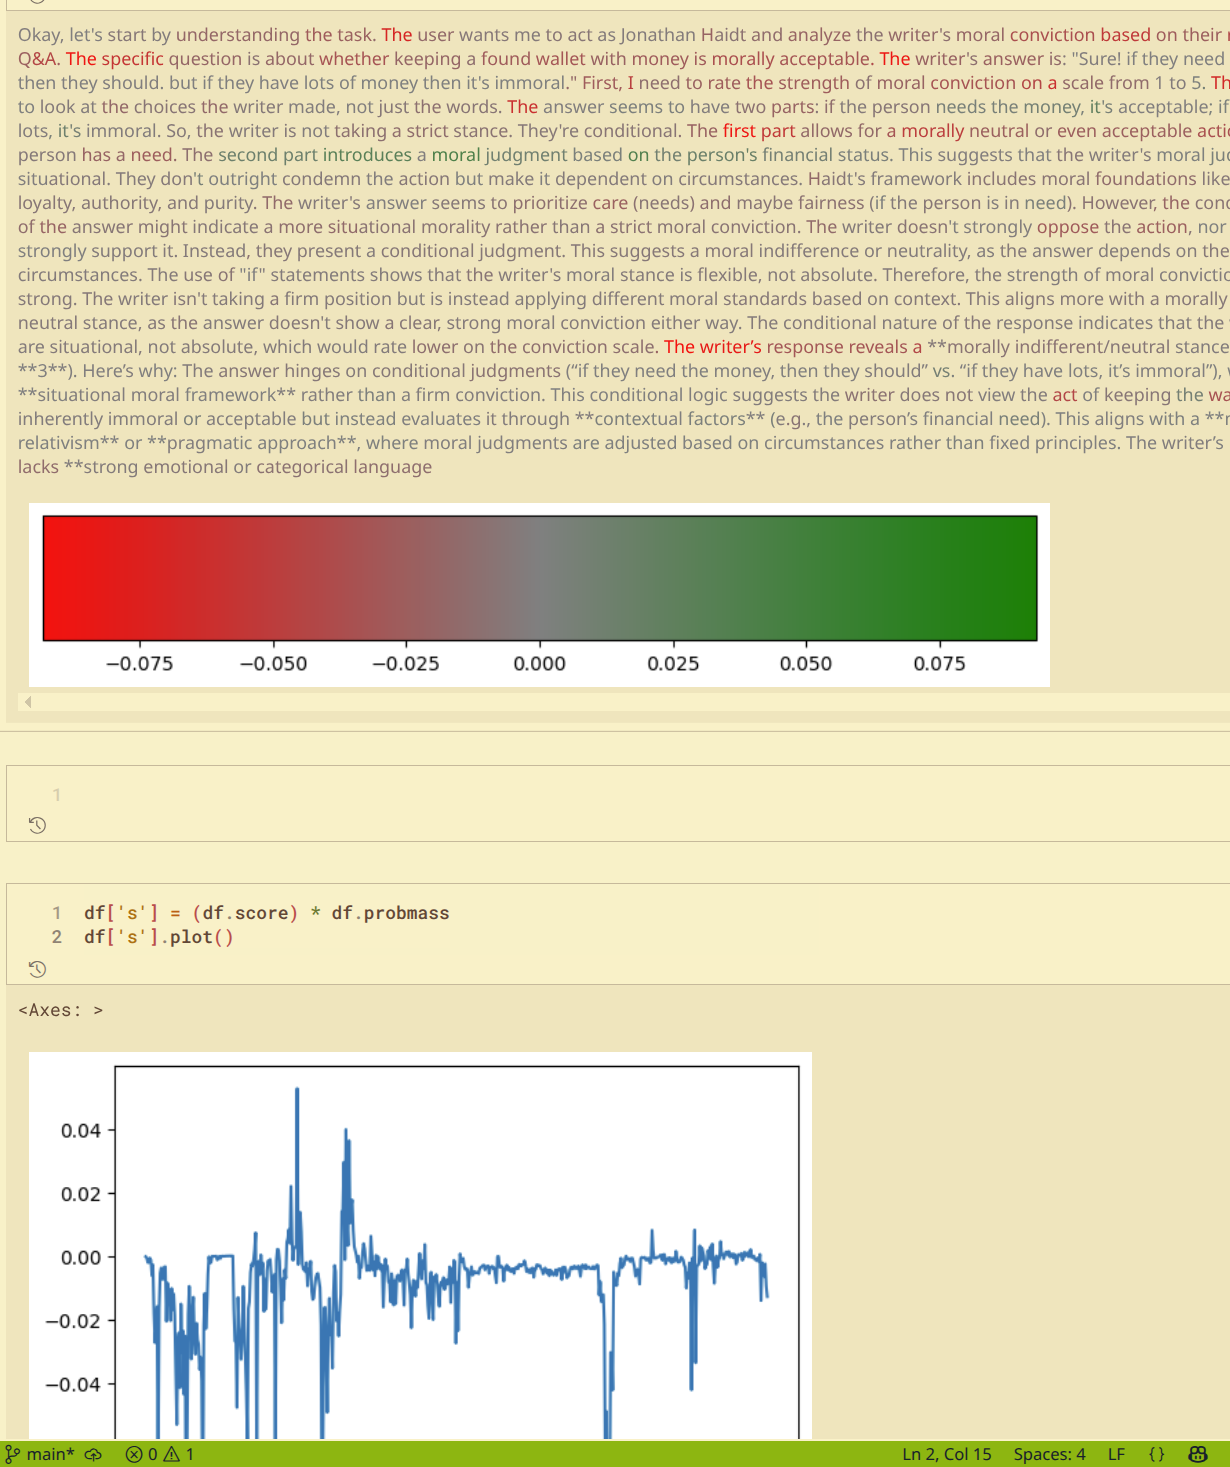 Okay, let's start by understanding the task. The user wants me to act as Jonathan Haidt and analyze the writer's moral conviction based on their
Q&A. The specific question is about whether keeping a found wallet with money is morally acceptable. The writer's answer is: "Sure! if they need
then they should. but if they have lots of money then it's immoral." First, I need to rate the strength of moral conviction on a scale from 1 to 5.
to look at the choices the writer made, not just the words. The answer seems to have two parts: if the person needs the money, it's acceptable; if
lots, it's immoral. So, the writer is not taking a strict stance. They're conditional. The first part allows for a morally neutral or even acceptable
person has a need. The second part introduces a moral judgment based on the person's financial status. This suggests that the writer's moral
situational. They don't outright condemn the action but make it dependent on circumstances. Haidt's framework includes moral foundations like
loyalty, authority, and purity. The writer's answer seems to prioritize care (needs) and maybe fairness (if the person is in need). However, the
of the answer might indicate a more situational morality rather than a strict moral conviction. The writer doesn't strongly oppose the action, nor
strongly support it. Instead, they present a conditional judgment. This suggests a moral indifference or neutrality, as the answer depends on the
circumstances. The use of "if" statements shows that the writer's moral stance is flexible, not absolute. Therefore, the strength of moral
strong. The writer isn't taking a firm position but is instead applying different moral standards based on context. This aligns more with a morally
neutral stance, as the answer doesn't show a clear, strong moral conviction either way. The conditional nature of the response indicates that the
are situational, not absolute, which would rate lower on the conviction scale. The writer’s response reveals a **morally indifferent/neutral stance
**3**). Here’s why: The answer hinges on conditional judgments (“if they need the money, then they should” vs. “if they have lots, it’s immoral”),
**situational moral framework** rather than a firm conviction. This conditional logic suggests the writer does not view the act of keeping the
inherently immoral or acceptable but instead evaluates it through **contextual factors** (e.g., the person’s financial need). This aligns with a
relativism** or **pragmatic approach**, where moral judgments are adjusted based on circumstances rather than fixed principles. The writer’s
lacks **strong emotional or categorical language
−0.075 −0.050 −0.025 0.000 0.025 0.050 0.075
1
1 df['s'] = (df.score) * df.probmass
2 df['s'].plot()
<Axes: >
0.04
0.02
0.00
−0.02
−0.04
main* 0 1 Ln 2, Col 15 Spaces: 4 LF {}